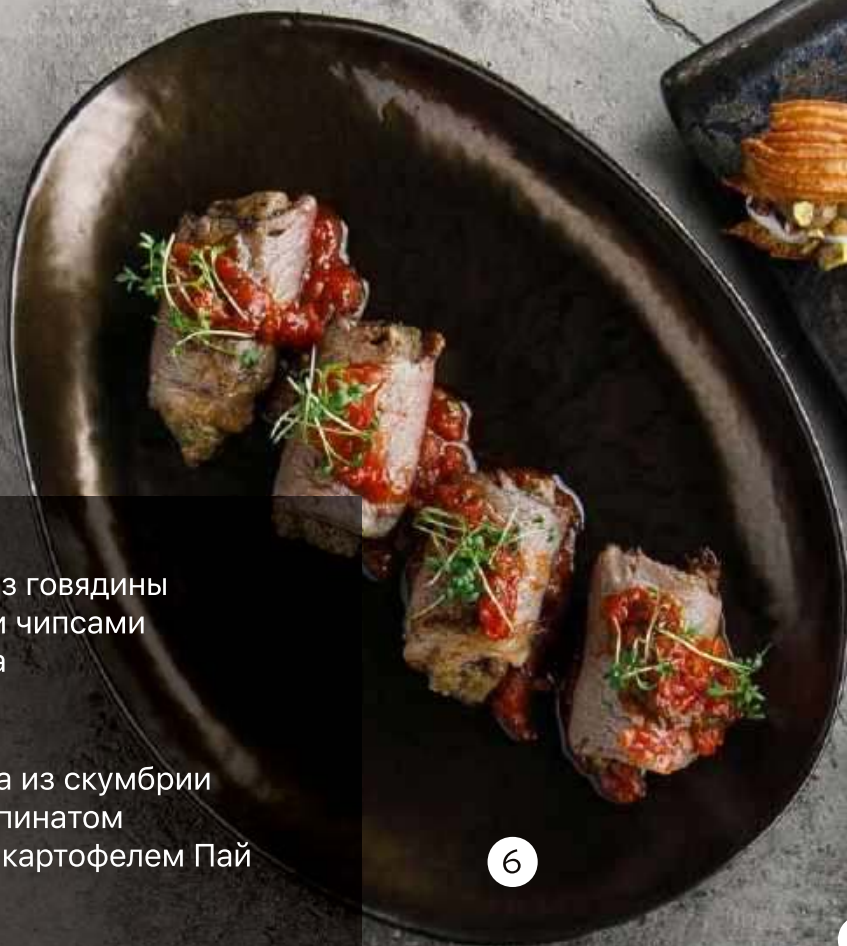 з говядины
и чипсами
а
а из скумбрии
пинатом
картофелем Пай
6